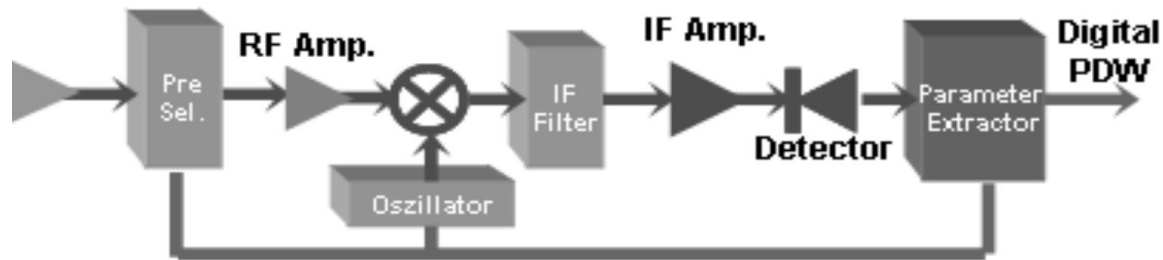 Pre
Sel.
RF Amp.
Oszillator
IF
Filter
IF Amp.
Detector
Parameter
Extractor
Digital
PDW